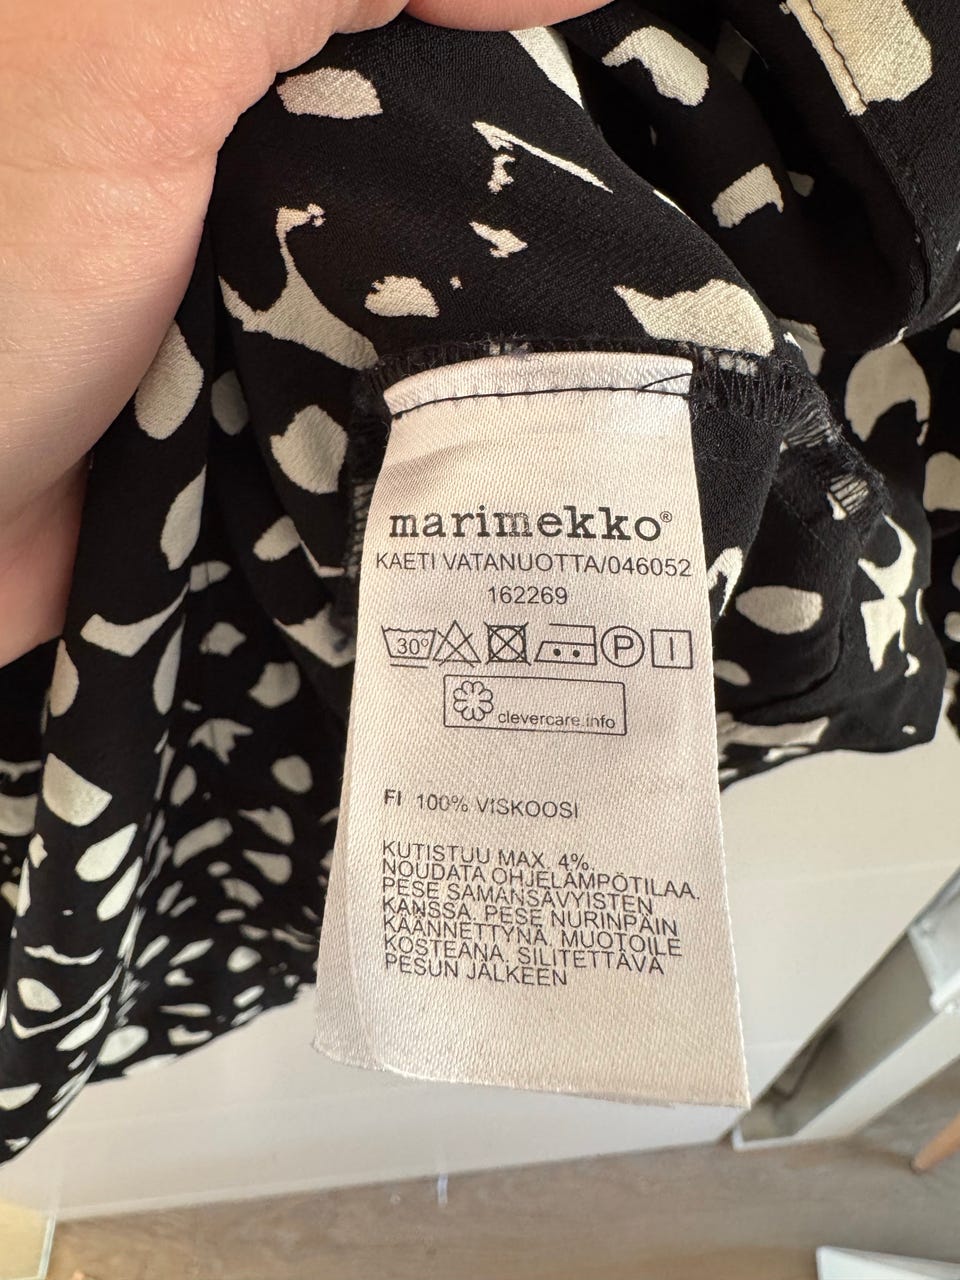 marimekko®
KAETI VATANUOTTA/046052
162269
30º P I
clevercare.info
FI 100% VISKOOSI
KUTISTUU MAX. 4%.
NOUDATA OHJELÄMPÖTILAA.
PESE SAMANSÄVYISTEN
KANSSA. PESE NURINPÄIN
KÄÄNNETTYNÄ. MUOTOILE
KOSTEANA. SILITETTÄVÄ
PESUN JÄLKEEN